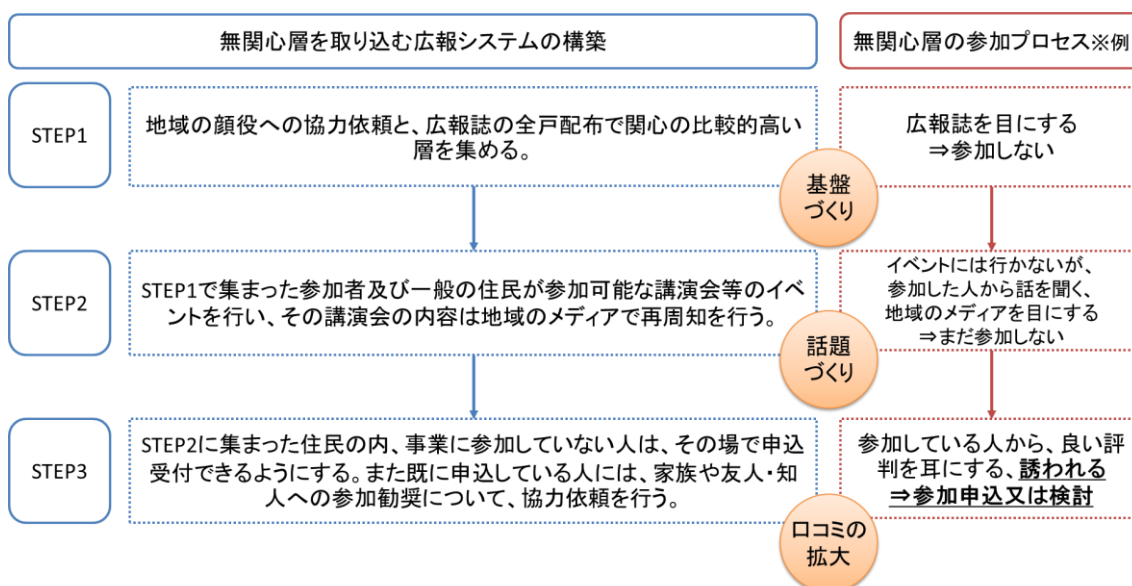 無関心層を取り込む広報システムの構築
無関心層の参加プロセス※例
STEP1
地域の顔役への協力依頼と、広報誌の全戸配布で関心の比較的高い
層を集める。
広報誌を目にする
⇒参加しない
基盤
づくり
STEP2
STEP1で集まった参加者及び一般の住民が参加可能な講演会等のイベ
ントを行い、その講演会の内容は地域のメディアで再周知を行う。
イベントには行かないが、
参加した人から話を聞く、
地域のメディアを目にする
⇒まだ参加しない
話題
づくり
STEP3
STEP2に集まった住民の内、事業に参加していない人は、その場で申込
受付できるようにする。また既に申込している人には、家族や友人・知
人への参加勧奨について、協力依頼を行う。
参加している人から、良い評
判を耳にする、誘われる
⇒参加申込又は検討
口コミの
拡大